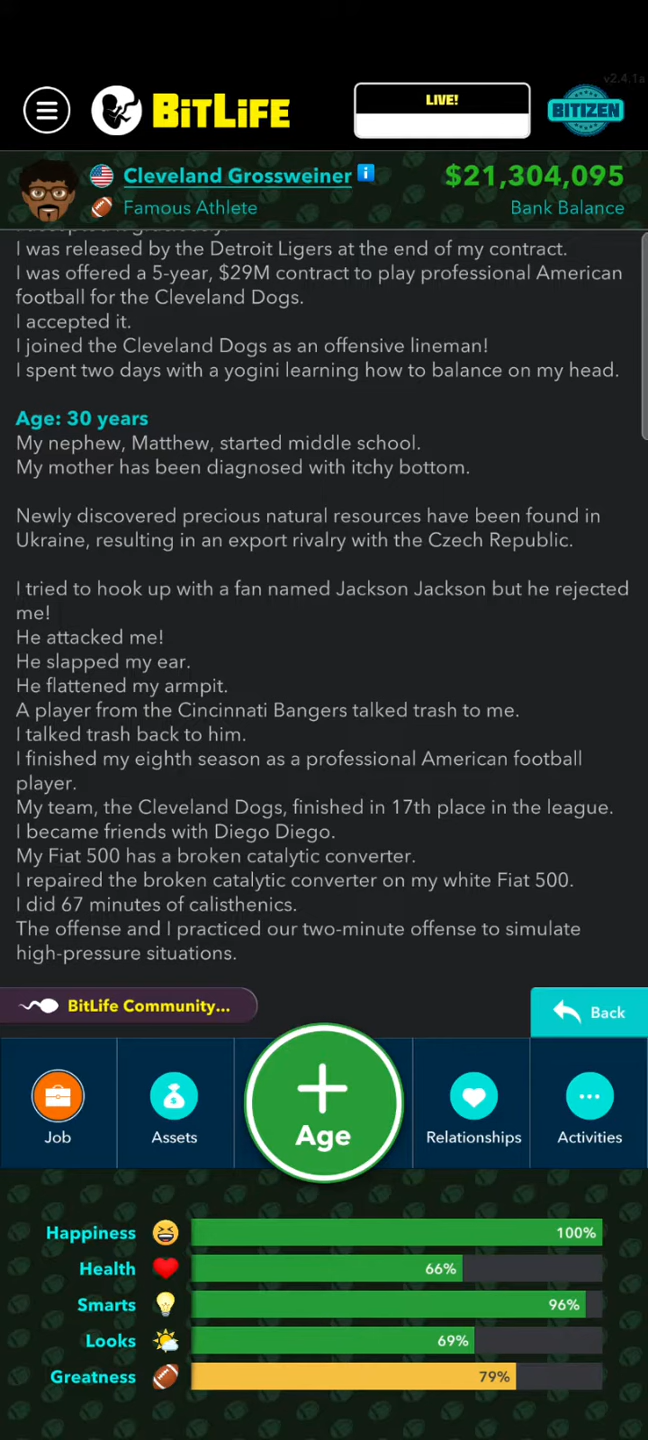 v2.4.1a
BITLIFE
LIVE!
BITIZEN
Cleveland Grossweiner i
$21,304,095
Famous Athlete
Bank Balance
I was released by the Detroit Ligers at the end of my contract.
I was offered a 5-year, $29M contract to play professional American
football for the Cleveland Dogs.
I accepted it.
I joined the Cleveland Dogs as an offensive lineman!
I spent two days with a yogini learning how to balance on my head.
Age: 30 years
My nephew, Matthew, started middle school.
My mother has been diagnosed with itchy bottom.
Newly discovered precious natural resources have been found in
Ukraine, resulting in an export rivalry with the Czech Republic.
I tried to hook up with a fan named Jackson Jackson but he rejected
me!
He attacked me!
He slapped my ear.
He flattened my armpit.
A player from the Cincinnati Bangers talked trash to me.
I talked trash back to him.
I finished my eighth season as a professional American football
player.
My team, the Cleveland Dogs, finished in 17th place in the league.
I became friends with Diego Diego.
My Fiat 500 has a broken catalytic converter.
I repaired the broken catalytic converter on my white Fiat 500.
I did 67 minutes of calisthenics.
The offense and I practiced our two-minute offense to simulate
high-pressure situations.
BitLife Community...
Back
Job
Assets
Age
Relationships
Activities
Happiness 100%
Health 66%
Smarts 96%
Looks 69%
Greatness 79%